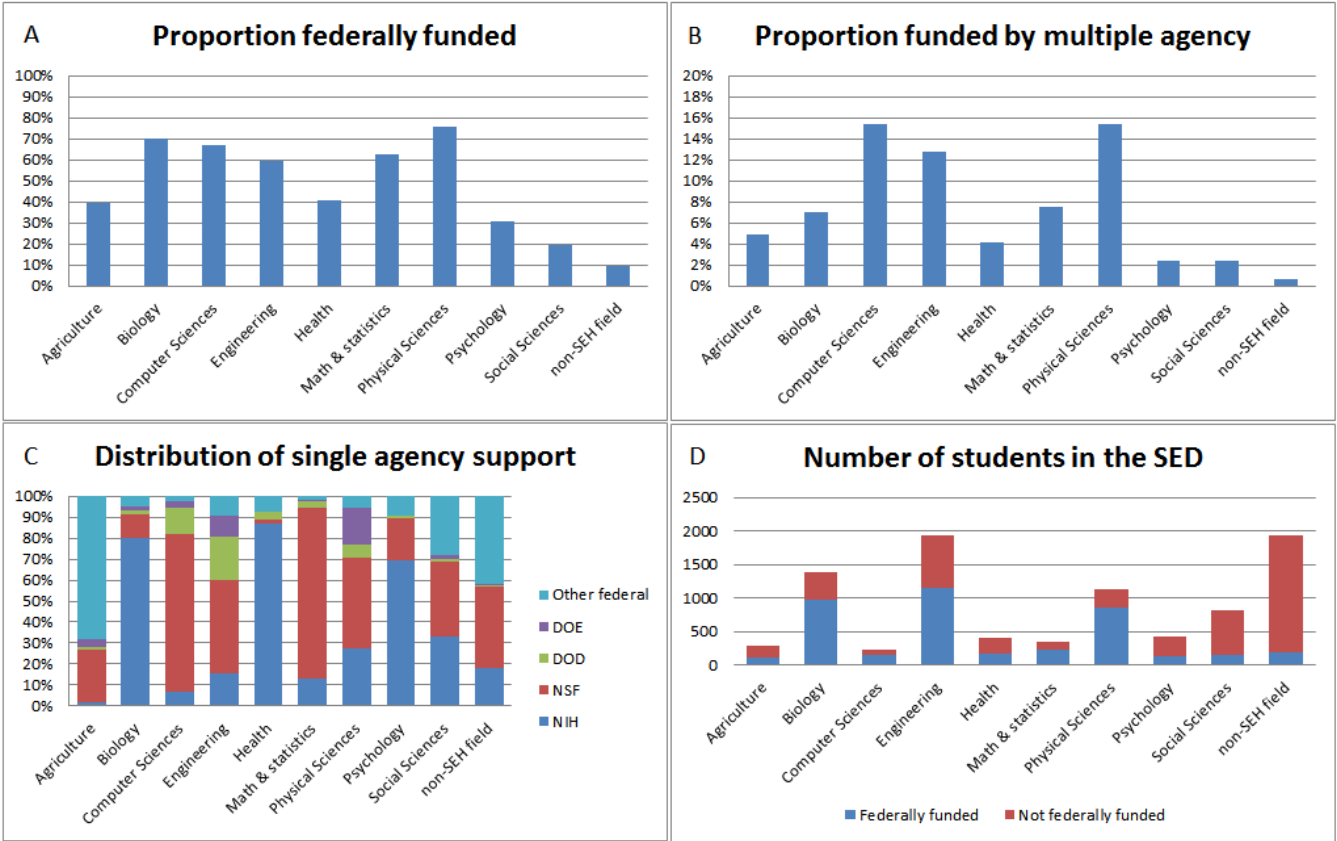 A Proportion federally funded
100%
90%
80%
70%
60%
50%
40%
30%
20%
10%
0%
Agriculture
Biology
Computer Sciences
Engineering
Health
Math & statistics
Physical Sciences
Psychology
Social Sciences
non-SEH field
B Proportion funded by multiple agency
20%
18%
16%
14%
12%
10%
8%
6%
4%
2%
0%
Agriculture
Biology
Computer Sciences
Engineering
Health
Math & statistics
Physical Sciences
Psychology
Social Sciences
non-SEH field
C Distribution of single agency support
100%
90%
80%
70%
60%
50%
40%
30%
20%
10%
0%
Agriculture
Biology
Computer Sciences
Engineering
Health
Math & statistics
Physical Sciences
Psychology
Social Sciences
non-SEH field
Other federal
DOE
DOD
NSF
NIH
D Number of students in the SED
2500
2000
1500
1000
500
0
Agriculture
Biology
Computer Sciences
Engineering
Health
Math & statistics
Physical Sciences
Psychology
Social Sciences
non-SEH field
Federally funded Not federally funded